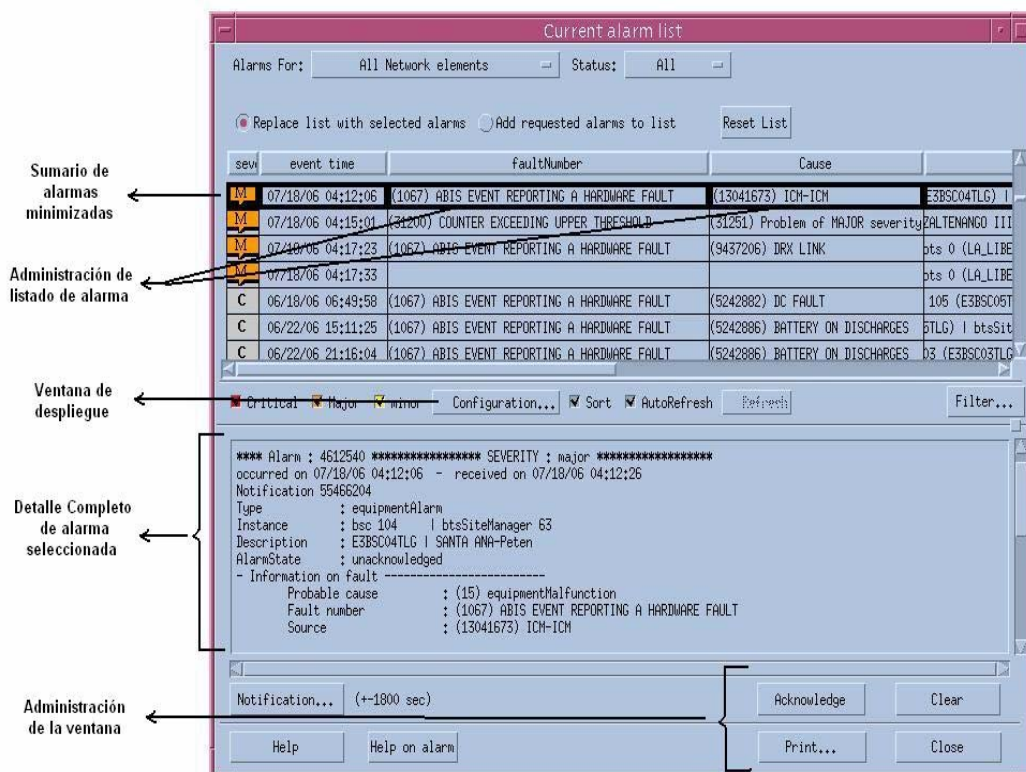 Current alarm list
Alarms For: All Network elements Status: All
Replace list with selected alarms Add requested alarms to list Reset List
seve event time faultNumber Cause
Sumario de
alarmas
minimizadas
M 07/18/06 04:12:06 (1067) ABIS EVENT REPORTING A HARDWARE FAULT (13041673) ICM-ICM E3BSC04TLG) |
M 07/18/06 04:15:01 (31200) COUNTER EXCEEDING UPPER THRESHOLD (31251) Problem of MAJOR severity ZALTENANGO III
M 07/18/06 04:17:23 (1067) ABIS EVENT REPORTING A HARDWARE FAULT (9437206) DRX LINK bts 0 (LA_LIBE
Administración de
listado de alarma
M 07/18/06 04:17:33 bts 0 (LA_LIBE
C 06/18/06 06:49:58 (1067) ABIS EVENT REPORTING A HARDWARE FAULT (5242882) DC FAULT 105 (E3BSC05T
C 06/22/06 15:11:25 (1067) ABIS EVENT REPORTING A HARDWARE FAULT (5242886) BATTERY ON DISCHARGES 5TLG) | btsSit
C 06/22/06 21:16:04 (1067) ABIS EVENT REPORTING A HARDWARE FAULT (5242886) BATTERY ON DISCHARGES 03 (E3BSC03TLG
Ventana de
despliegue
Critical Major minor Configuration... Sort AutoRefresh Refresh Filter...
Detalle Completo
de alarma
seleccionada
**** Alarm : 4612540 ***************** SEVERITY : major ******************
occurred on 07/18/06 04:12:06 - received on 07/18/06 04:12:26
Notification 55466204
Type : equipmentAlarm
Instance : bsc 104 | btsSiteManager 63
Description : E3BSC04TLG | SANTA ANA-Peten
AlarmState : unacknowledged
- Information on fault -------------------------
Probable cause : (15) equipmentMalfunction
Fault number : (1067) ABIS EVENT REPORTING A HARDWARE FAULT
Source : (13041673) ICM-ICM
Administración
de la ventana
Notification... (+-1800 sec) Acknowledge Clear
Help Help on alarm Print... Close